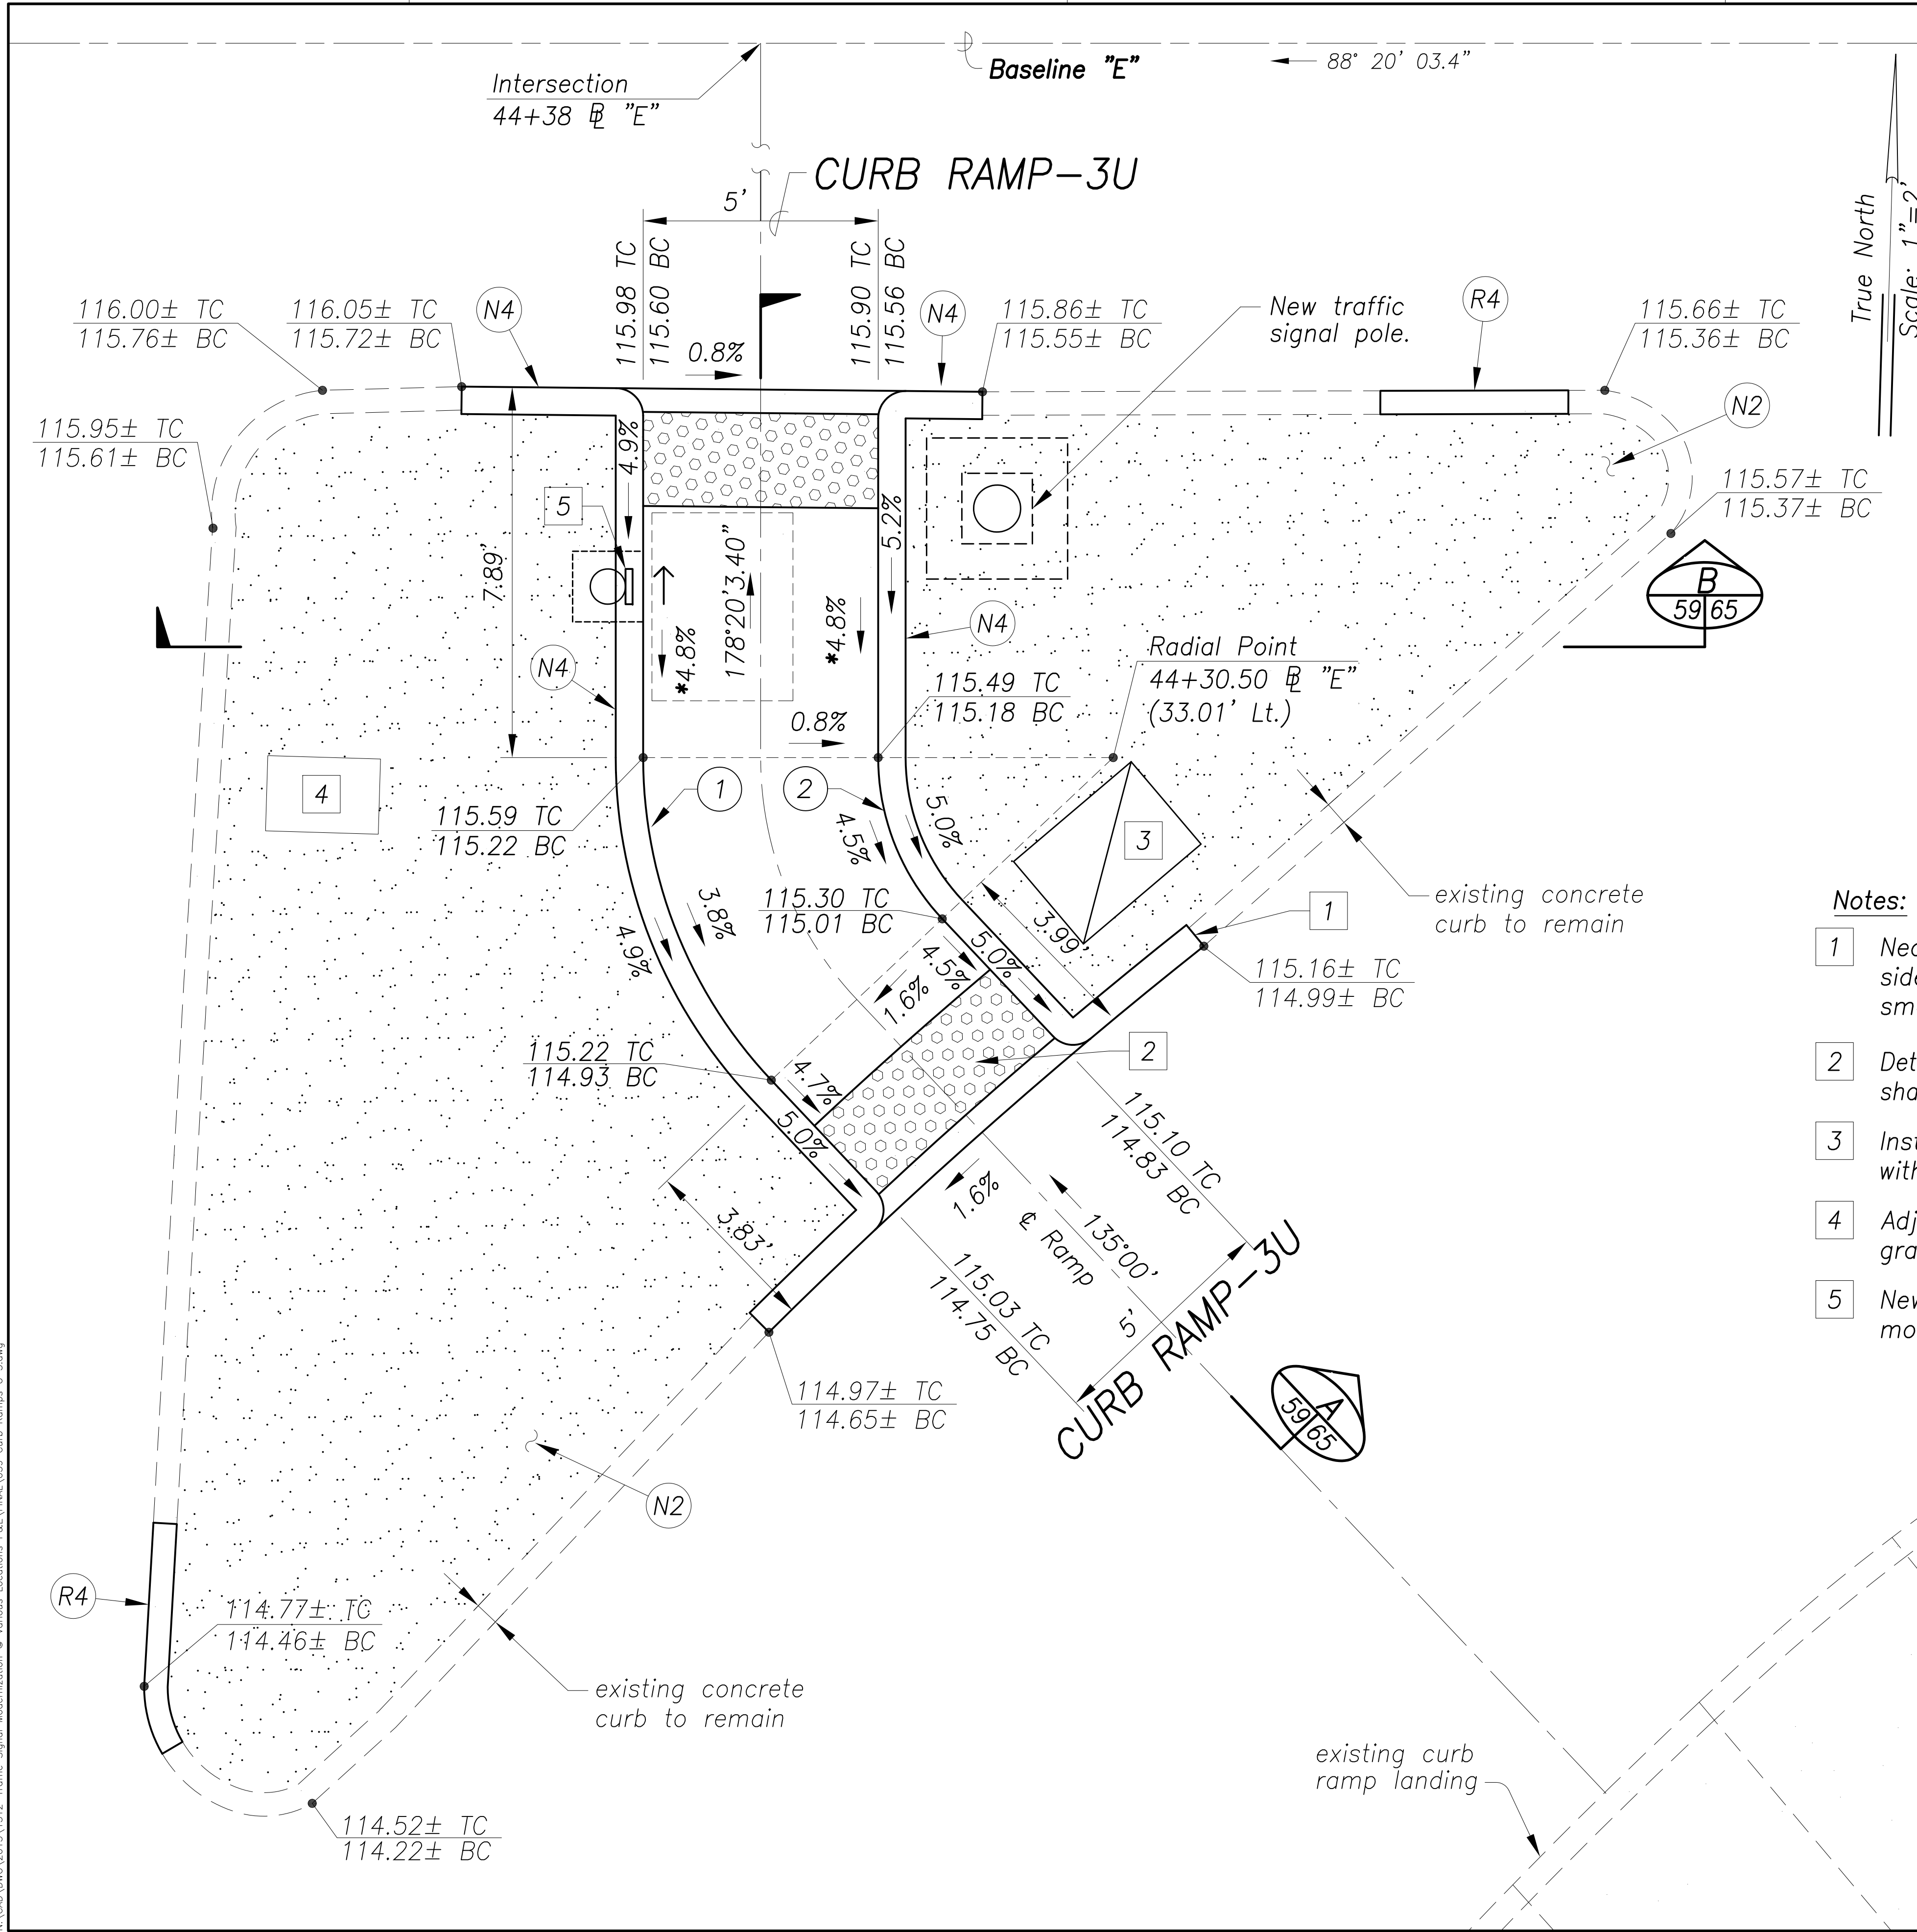 Baseline "E"
88° 20' 03.4"
Intersection
44+38 ℄ "E"
CURB RAMP-3U
5'
True North
Scale: 1"=2'
115.98 TC
115.60 BC
115.90 TC
115.56 BC
116.00± TC
115.76± BC
116.05± TC
115.72± BC
N4
0.8%
N4
115.86± TC
115.55± BC
New traffic
signal pole.
R4
115.66± TC
115.36± BC
N2
115.95± TC
115.61± BC
4.9%
5
7.89'
178°20'3.40"
5.2%
115.57± TC
115.37± BC
B
59 65
*4.8%
*4.8%
N4
N4
Radial Point
44+30.50 ℄ "E"
(33.01' Lt.)
115.49 TC
115.18 BC
0.8%
4
1
2
115.59 TC
115.22 BC
4.5%
5.0%
3
3.8%
4.9%
115.30 TC
115.01 BC
3.99'
1
existing concrete
curb to remain
5.0%
4.5%
1.6%
115.16± TC
114.99± BC
115.22 TC
114.93 BC
4.7%
5.0%
2
115.10 TC
114.83 BC
3.83'
1.6%
℄ Ramp
135°00'
115.03 TC
114.75 BC
5'
CURB RAMP-3U
114.97± TC
114.65± BC
A
59 65
N2
R4
114.77± TC
114.46± BC
existing concrete
curb to remain
114.52± TC
114.22± BC
existing curb
ramp landing
Notes:
1
side
2
3
with
4
5